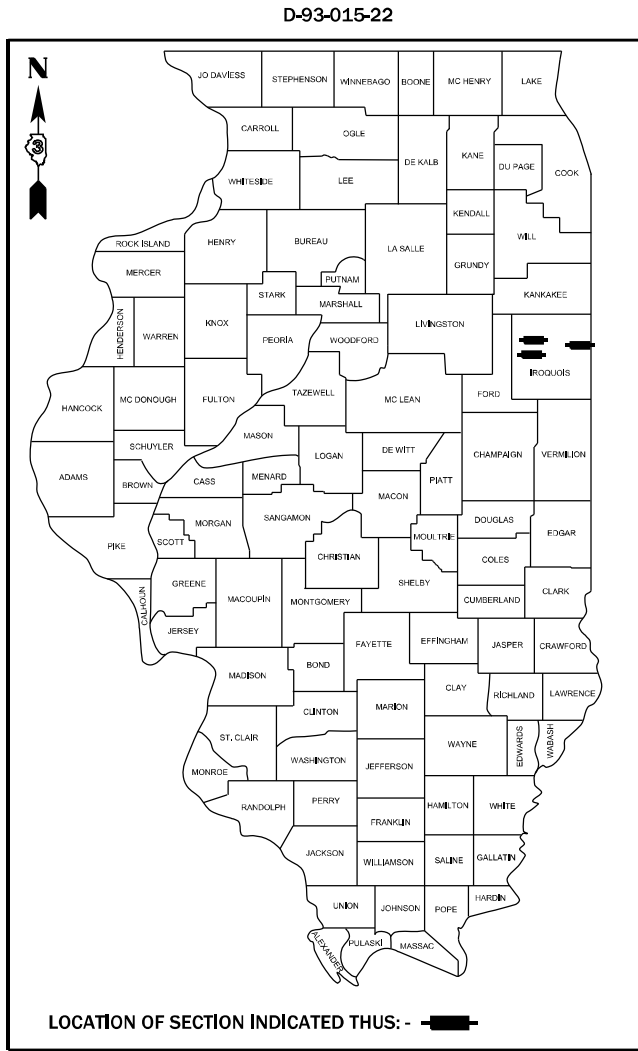 D-93-015-22
N
3
JO DAVIESS
STEPHENSON
WINNEBAGO
BOONE
MC HENRY
LAKE
CARROLL
OGLE
DE KALB
KANE
DU PAGE
COOK
WHITESIDE
LEE
KENDALL
WILL
ROCK ISLAND
HENRY
BUREAU
LA SALLE
GRUNDY
MERCER
PUTNAM
KANKAKEE
HENDERSON
WARREN
KNOX
STARK
MARSHALL
LIVINGSTON
PEORIA
WOODFORD
IROQUOIS
HANCOCK
MC DONOUGH
FULTON
TAZEWELL
MC LEAN
FORD
MASON
SCHUYLER
LOGAN
DE WITT
CHAMPAIGN
VERMILION
ADAMS
BROWN
CASS
MENARD
MACON
PIATT
PIKE
SCOTT
MORGAN
SANGAMON
CHRISTIAN
MOULTRIE
DOUGLAS
EDGAR
COLES
CALHOUN
GREENE
MACOUPIN
MONTGOMERY
SHELBY
CUMBERLAND
CLARK
JERSEY
FAYETTE
EFFINGHAM
JASPER
CRAWFORD
MADISON
BOND
CLAY
RICHLAND
LAWRENCE
CLINTON
MARION
ST. CLAIR
WAYNE
EDWARDS
WABASH
WASHINGTON
JEFFERSON
MONROE
RANDOLPH
PERRY
HAMILTON
WHITE
FRANKLIN
JACKSON
WILLIAMSON
SALINE
GALLATIN
UNION
JOHNSON
POPE
HARDIN
ALEXANDER
PULASKI
MASSAC
LOCATION OF SECTION INDICATED THUS: -